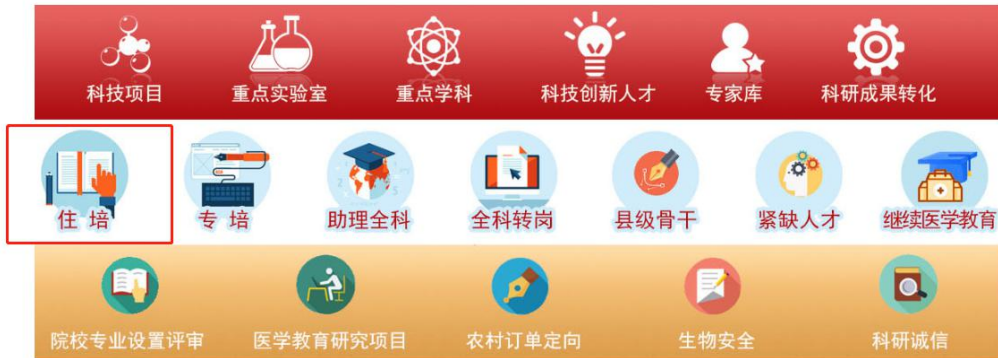 科技项目 重点实验室 重点学科 科技创新人才 专家库 科研成果转化
住 培 专 培 助理全科 全科转岗 县级骨干 紧缺人才 继续医学教育
院校专业设置评审 医学教育研究项目 农村订单定向 生物安全 科研诚信